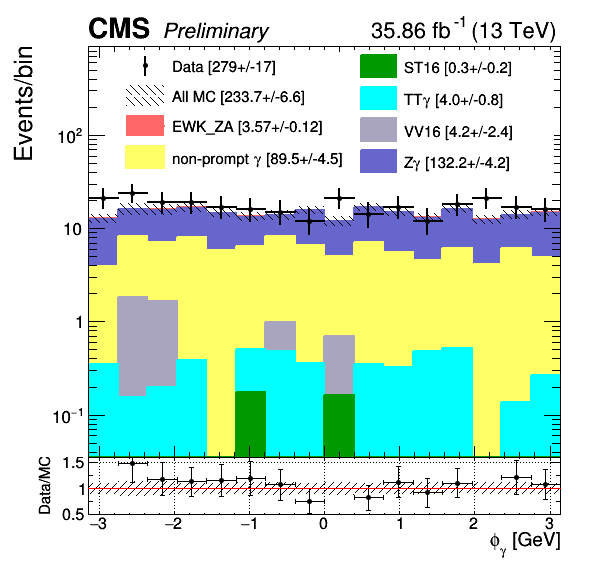 CMS Preliminary 35.86 fb⁻¹ (13 TeV)
Events/bin
Data [279+/-17]
All MC [233.7+/-6.6]
EWK_ZA [3.57+/-0.12]
non-prompt γ [89.5+/-4.5]
ST16 [0.3+/-0.2]
TTγ [4.0+/-0.8]
VV16 [4.2+/-2.4]
Zγ [132.2+/-4.2]
10²
10
1
10⁻¹
Data/MC
1.5
1
0.5
−3 −2 −1 0 1 2 3
ϕγ [GeV]